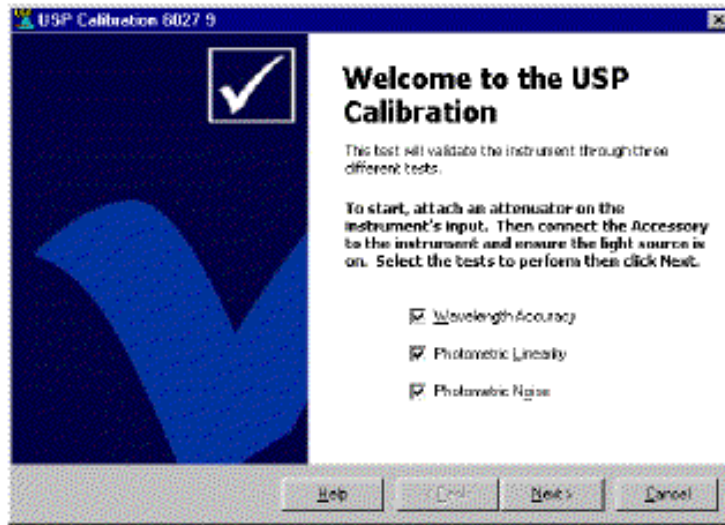 USP Calibration 6027 9
Welcome to the USP
Calibration
This test will validate the instrument through three
different tests.
To start, attach an attenuator on the
instrument's input. Then connect the Accessory
to the instrument and ensure the light source is
on. Select the tests to perform then click Next.
Wavelength Accuracy
Photometric Linearity
Photometric Noise
Help
< Back
Next >
Cancel